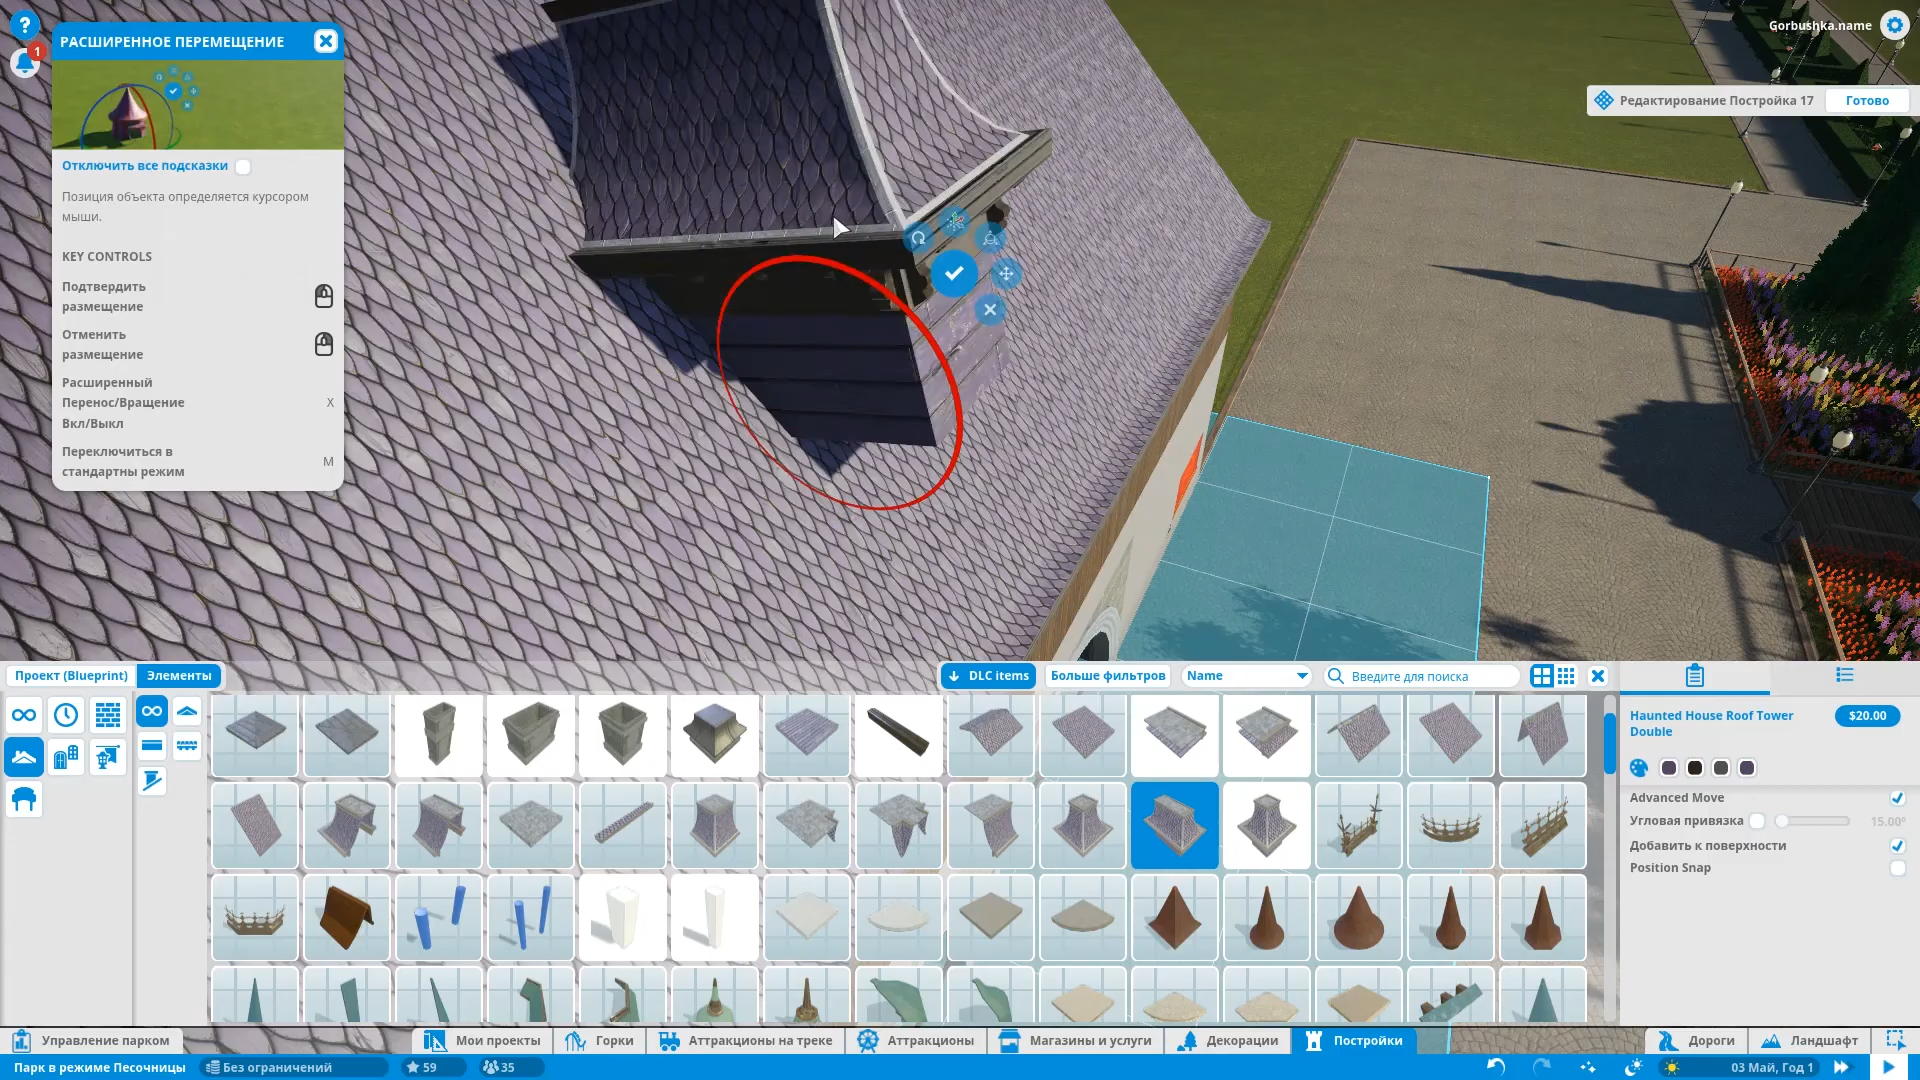 ?
РАСШИРЕННОЕ ПЕРЕМЕЩЕНИЕ
1
Отключить все подсказки
Позиция объекта определяется курсором
мыши.
KEY CONTROLS
Подтвердить
размещение
Отменить
размещение
Расширенный
Перенос/Вращение
Вкл/Выкл
X
Переключиться в
стандартны режим
M
Gorbushka.name
Редактирование Постройка 17
Готово
Проект (Blueprint)
Элементы
DLC items
Больше фильтров
Name
Введите для поиска
Haunted House Roof Tower
Double
$20.00
Advanced Move
Угловая привязка
15.00°
Добавить к поверхности
Position Snap
Управление парком
Мои проекты
Горки
Аттракционы на треке
Аттракционы
Магазины и услуги
Декорации
Постройки
Дороги
Ландшафт
Парк в режиме Песочницы
Без ограничений
59
35
03 Май, Год 1